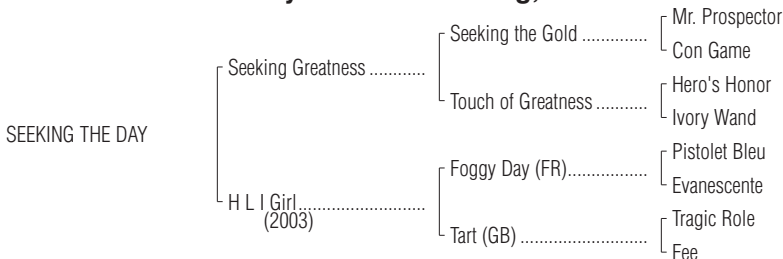 Mr. Prospector
Seeking the Gold ..............
Con Game
Seeking Greatness ............
Hero's Honor
Touch of Greatness ...........
Ivory Wand
SEEKING THE DAY
Pistolet Bleu
Foggy Day (FR)..................
Evanescente
H L I Girl...........................
(2003)
Tragic Role
Tart (GB) ...........................
Fee